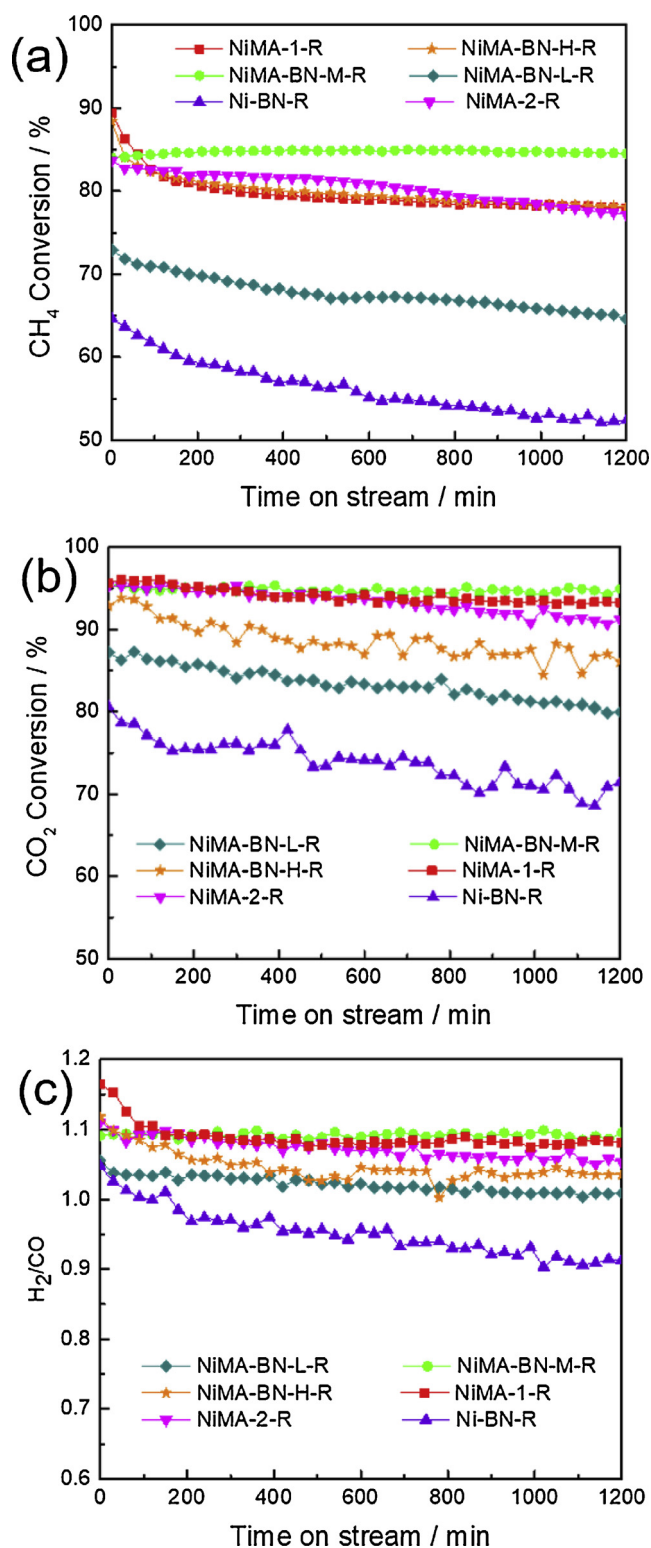 (a)
NiMA-1-R NiMA-BN-H-R
NiMA-BN-M-R NiMA-BN-L-R
Ni-BN-R NiMA-2-R
100
90
80
70
60
50
CH4 Conversion / %
0 200 400 600 800 1000 1200
Time on stream / min
(b)
100
90
80
70
60
50
CO2 Conversion / %
NiMA-BN-L-R NiMA-BN-M-R
NiMA-BN-H-R NiMA-1-R
NiMA-2-R Ni-BN-R
0 200 400 600 800 1000 1200
Time on stream / min
(c)
1.2
1.1
1.0
0.9
0.8
0.7
0.6
H2/CO
NiMA-BN-L-R NiMA-BN-M-R
NiMA-BN-H-R NiMA-1-R
NiMA-2-R Ni-BN-R
0 200 400 600 800 1000 1200
Time on stream / min